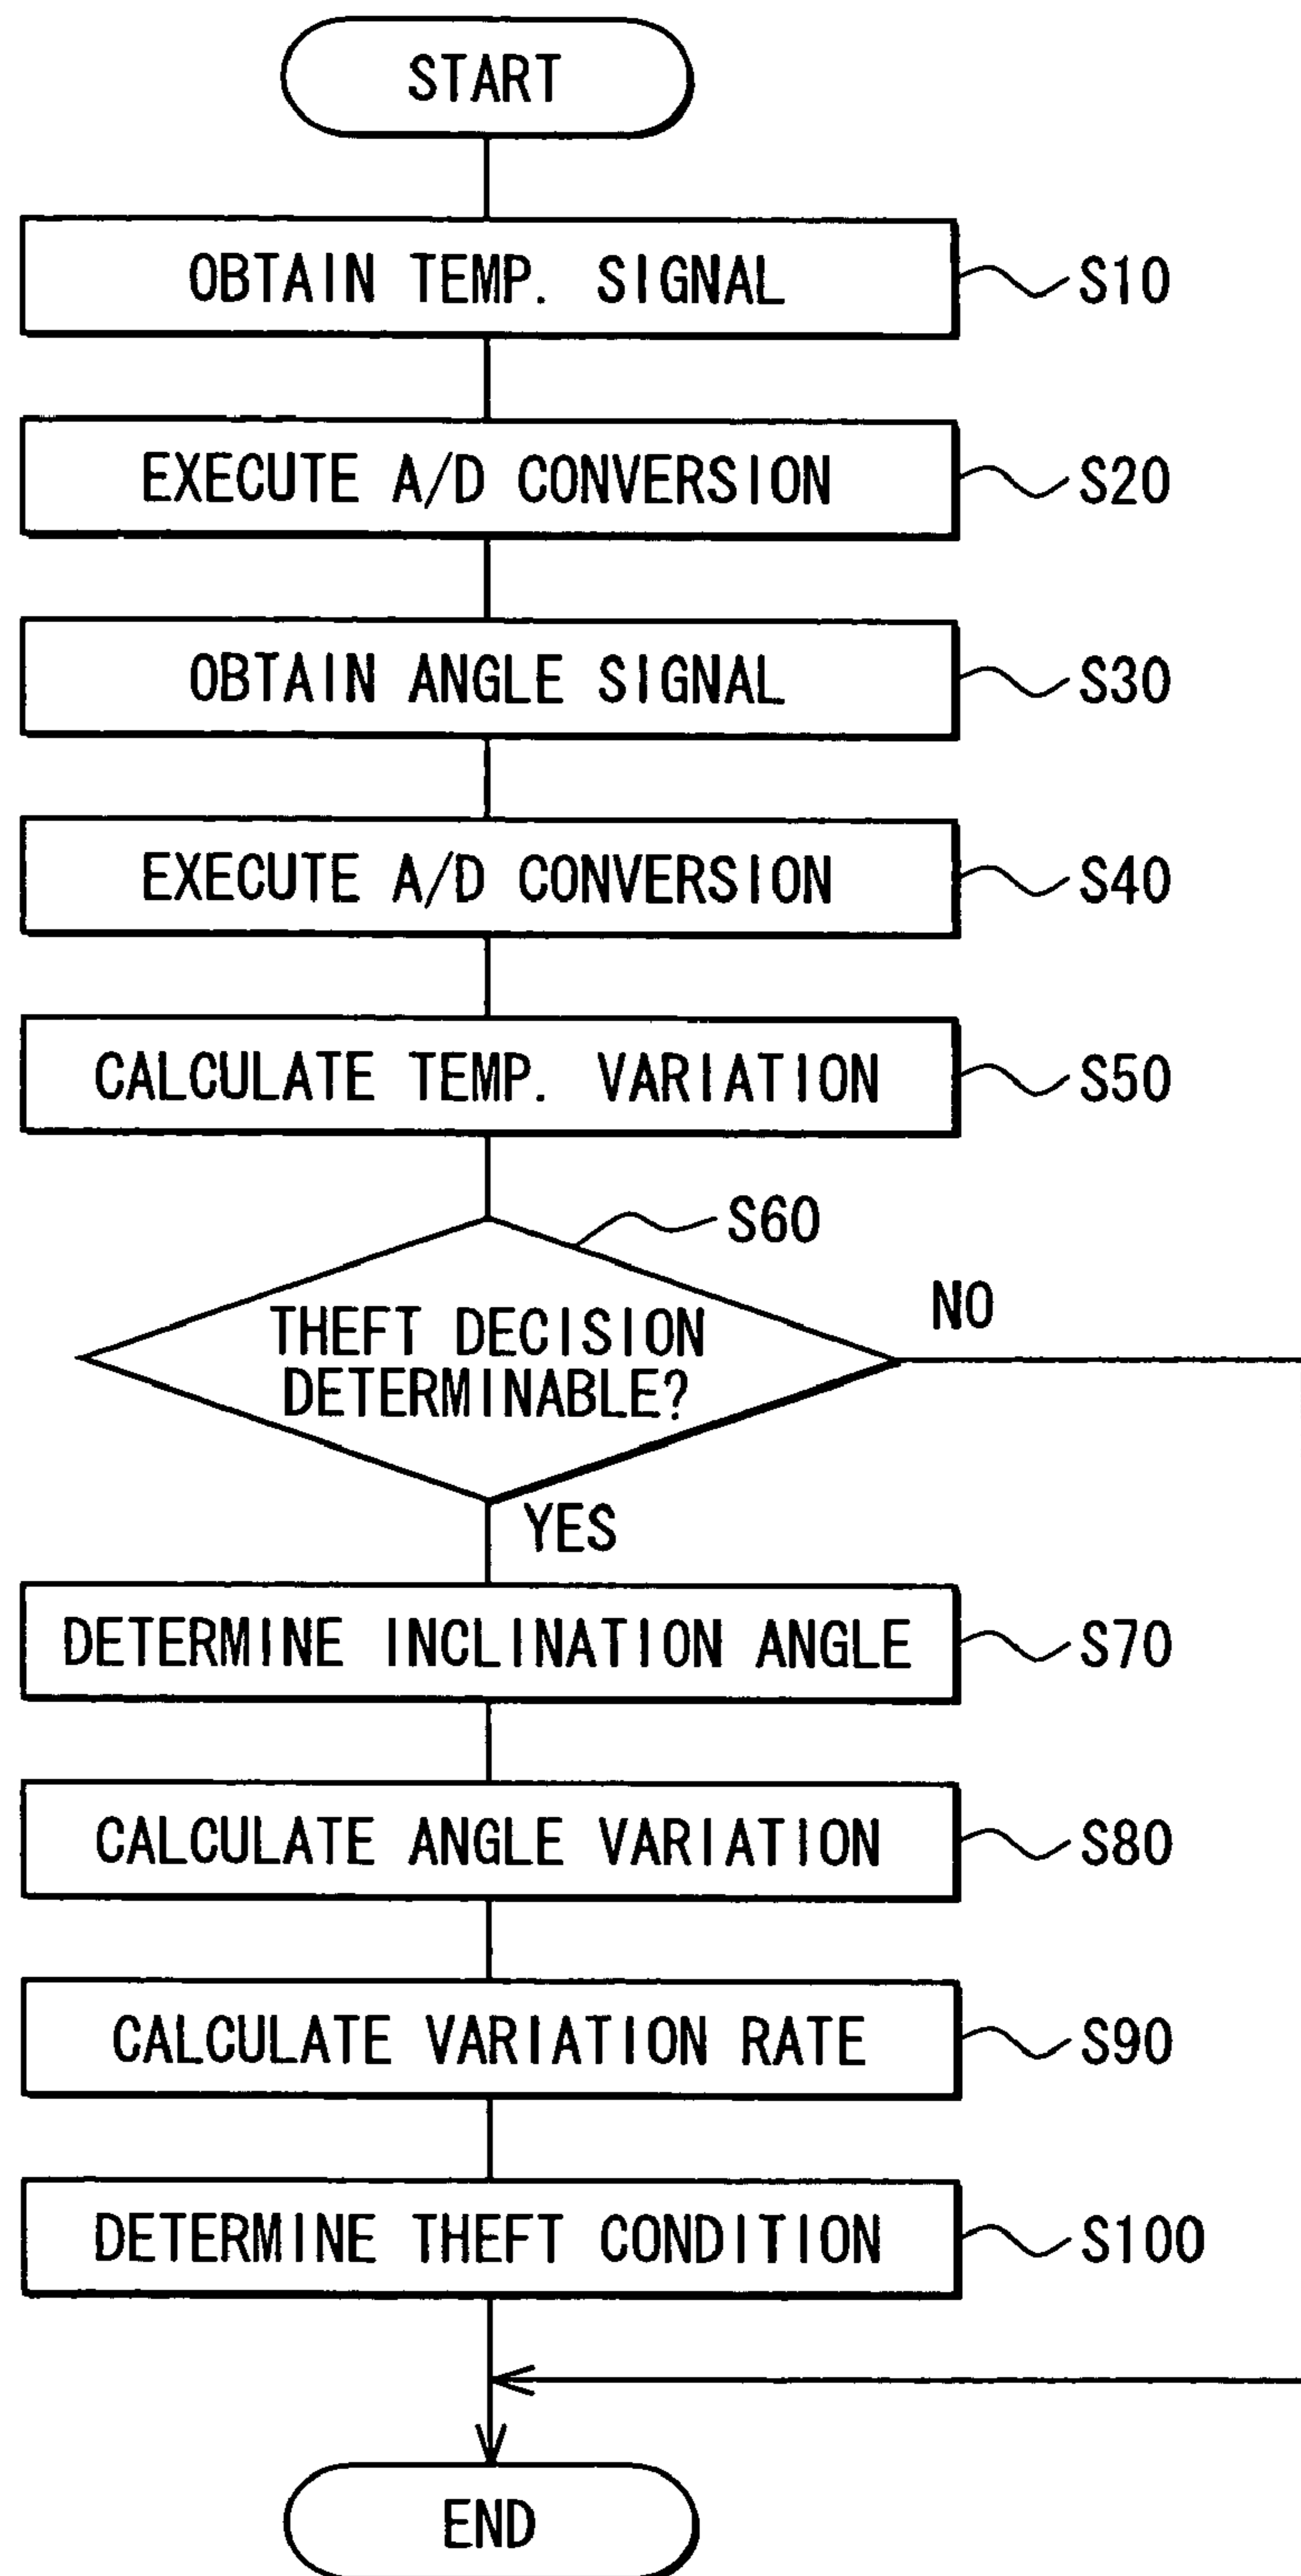 START
OBTAIN TEMP. SIGNAL
S10
EXECUTE A/D CONVERSION
S20
OBTAIN ANGLE SIGNAL
S30
EXECUTE A/D CONVERSION
S40
CALCULATE TEMP. VARIATION
S50
S60
THEFT DECISION
DETERMINABLE?
NO
YES
DETERMINE INCLINATION ANGLE
S70
CALCULATE ANGLE VARIATION
S80
CALCULATE VARIATION RATE
S90
DETERMINE THEFT CONDITION
S100
END